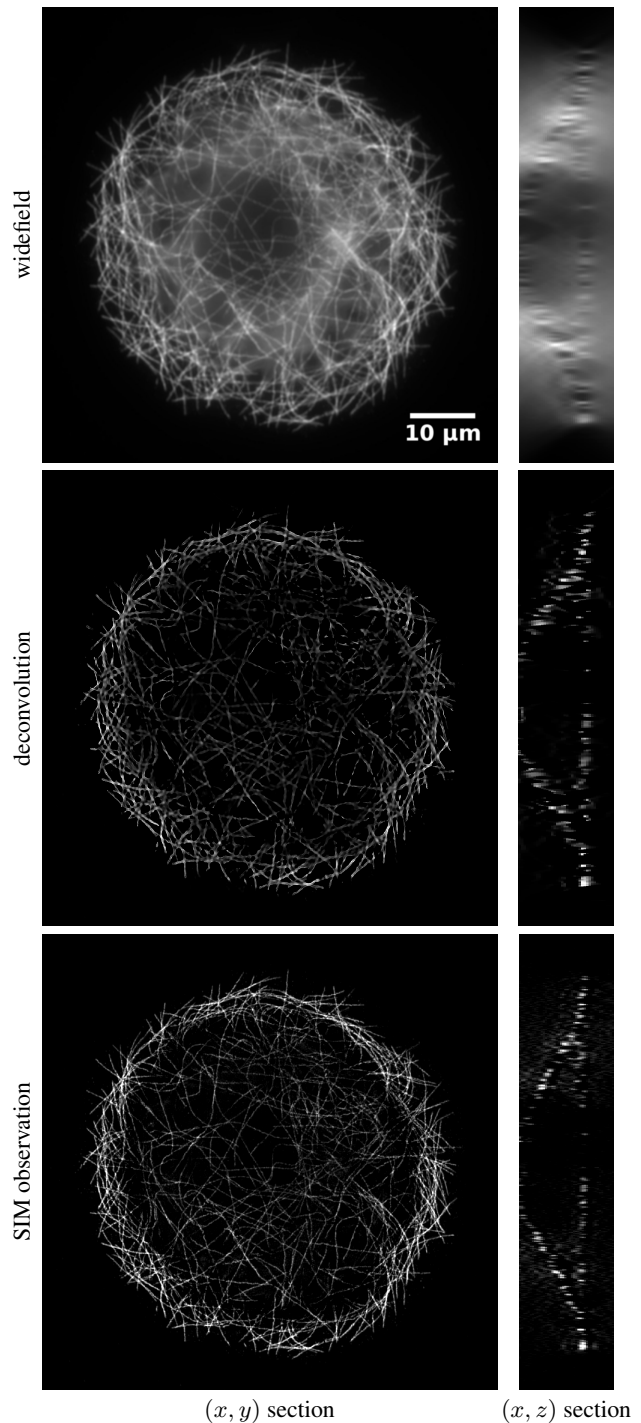 widefield
10 µm
deconvolution
SIM observation
(x, y) section
(x, z) section